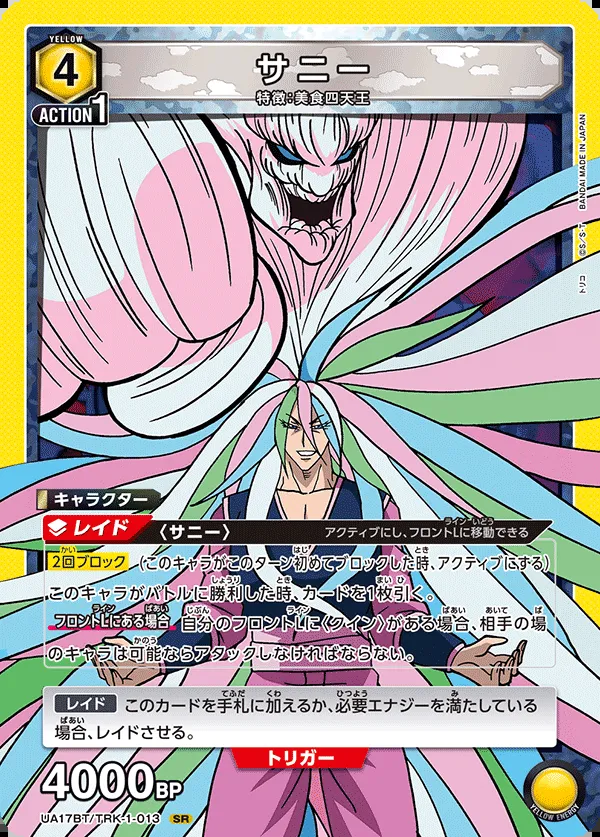 YELLOW
4
ACTION 1
サニー
特徴:美食四天王
トリコ ©S/S・T BANDAI MADE IN JAPAN
キャラクター
レイド 〈サニー〉 アクティブにし、フロントLに移動できる
2回ブロック (このキャラがこのターン初めてブロックした時、アクティブにする)
このキャラがバトルに勝利した時、カードを1枚引く。
フロントLにある場合 自分のフロントLに〈クイン〉がある場合、相手の場
のキャラは可能ならアタックしなければならない。
レイド このカードを手札に加えるか、必要エナジーを満たしている
場合、レイドさせる。
トリガー
4000BP
UA17BT/TRK-1-013 SR
YELLOW ENERGY